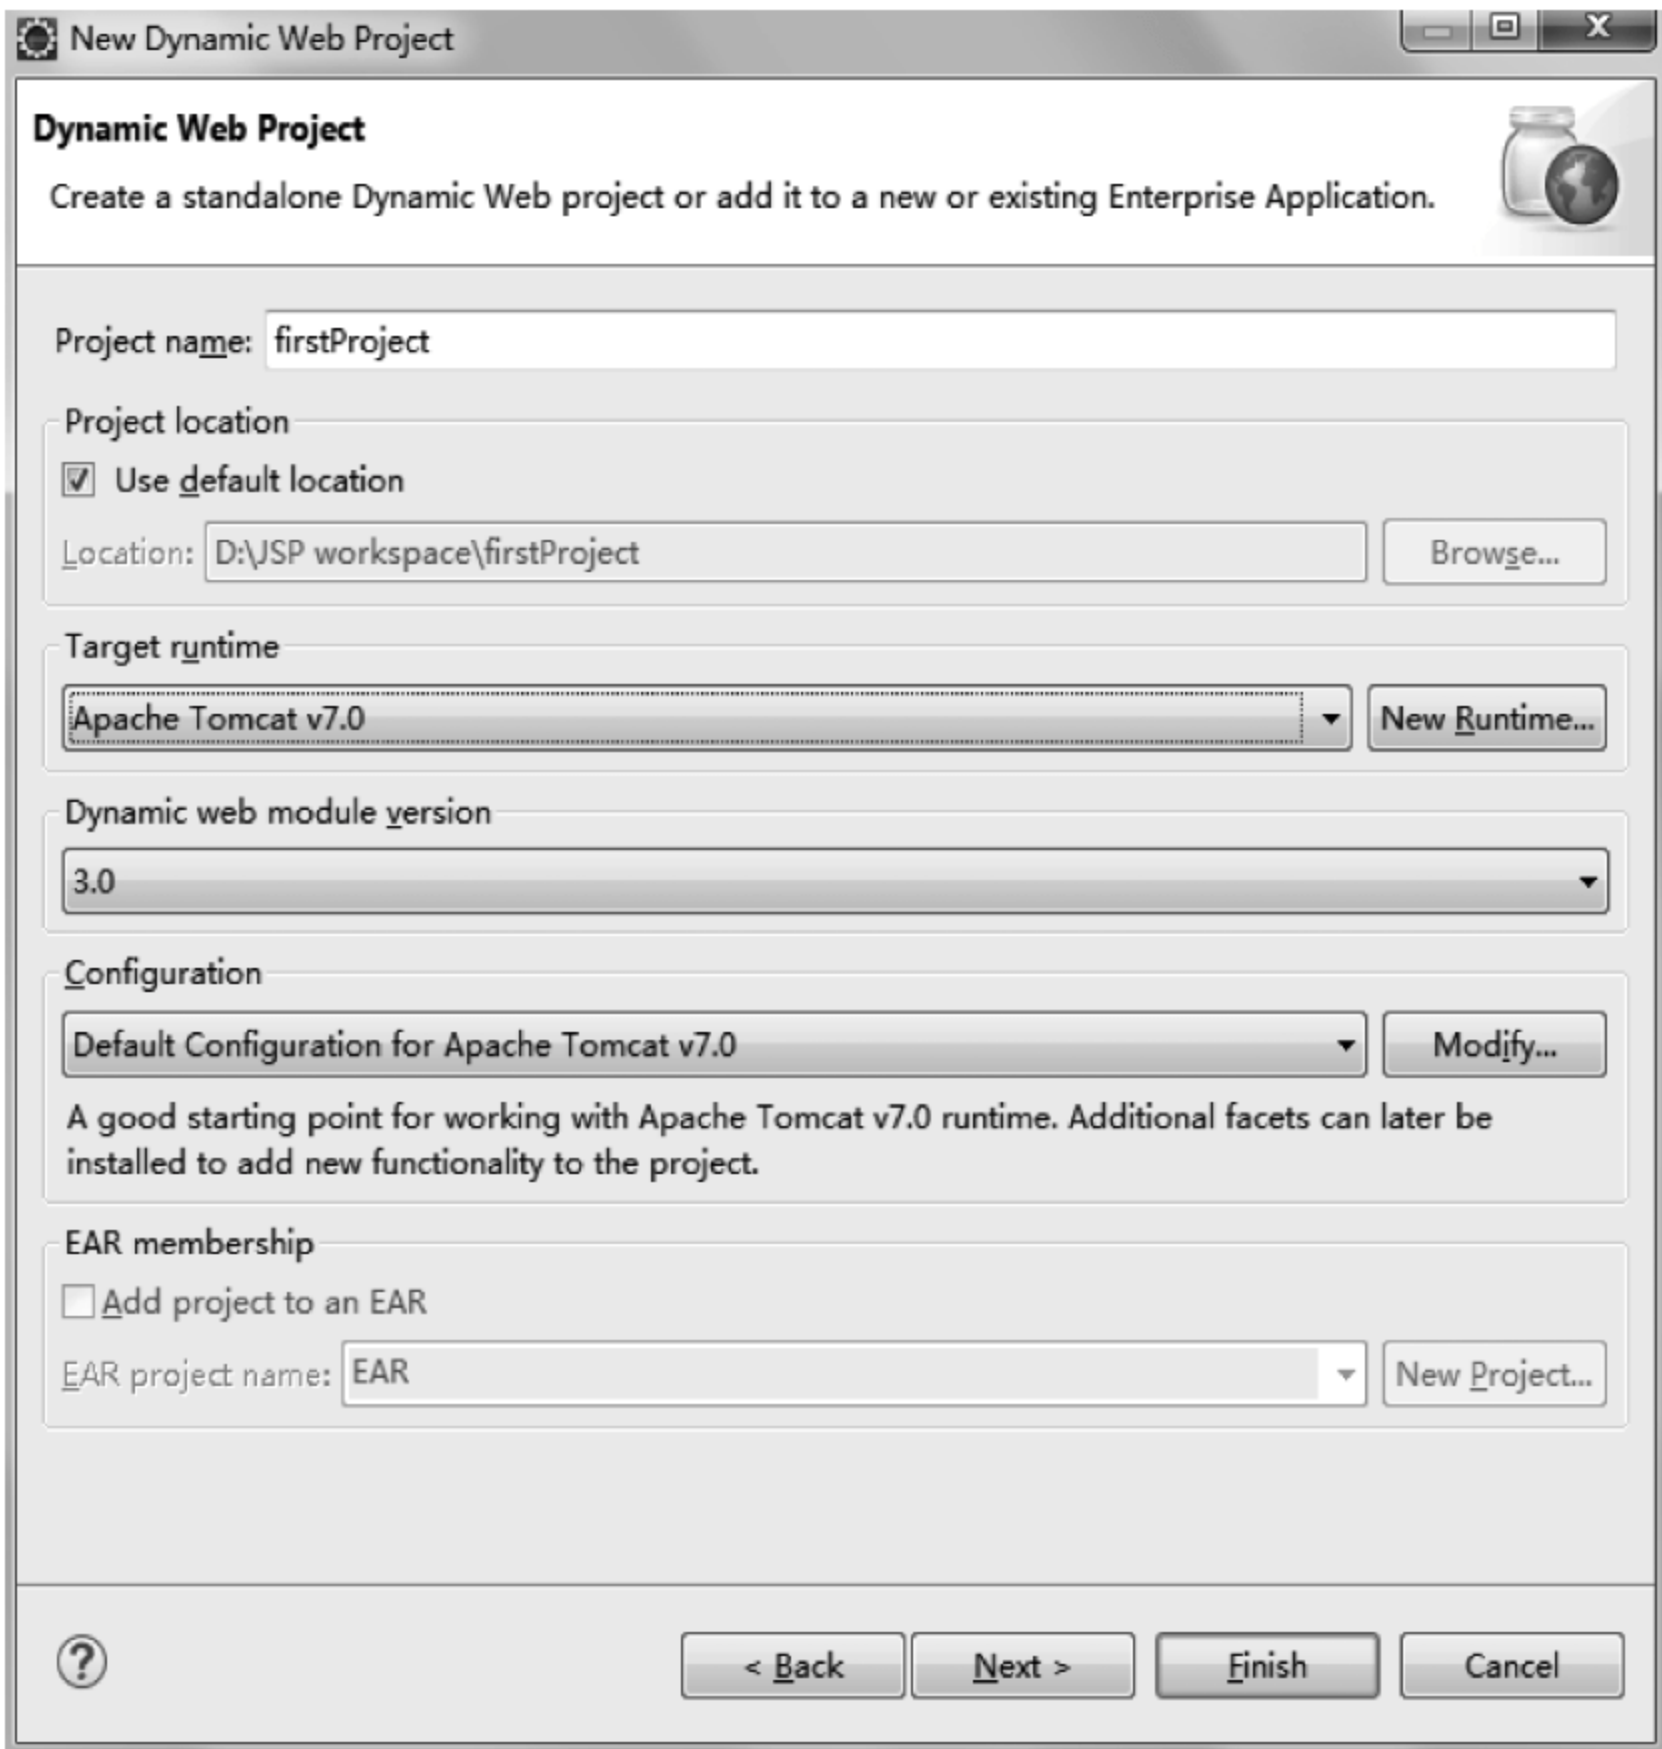 New Dynamic Web Project
Dynamic Web Project
Create a standalone Dynamic Web project or add it to a new or existing Enterprise Application.
Project name: firstProject
Project location
Use default location
Location: D:\JSP workspace\firstProject Browse...
Target runtime
Apache Tomcat v7.0 New Runtime...
Dynamic web module version
3.0
Configuration
Default Configuration for Apache Tomcat v7.0 Modify...
A good starting point for working with Apache Tomcat v7.0 runtime. Additional facets can later be
installed to add new functionality to the project.
EAR membership
Add project to an EAR
EAR project name: EAR New Project...
? < Back Next > Finish Cancel